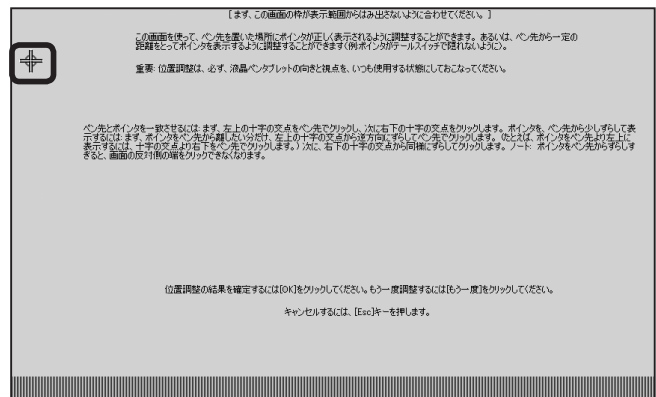 [まず、この画面の枠が表示範囲からはみ出さないように合わせてください。]
この画面を使って、ペン先を置いた場所にポインタが正しく表示されるように調整することができます。あるいは、ペン先から一定の
距離をとってポインタを表示するように調整することができます(例:ポインタがテールスイッチで隠れないように)。
重要: 位置調整は、必ず、液晶ペンタブレットの向きと視点を、いつも使用する状態にしておこなってください。
ペン先とポインタを一致させるには: まず、左上の十字の交点をペン先でクリックし、次に右下の十字の交点をクリックします。ポインタを、ペン先から少しずらして表
示するには: まず、ポインタをペン先から離したい分だけ、左上の十字の交点から逆方向にずらしてペン先でクリックします。(たとえば、ポインタをペン先より左上に
表示するには、十字の交点より右下をペン先でクリックします。)次に、右下の十字の交点から同様にずらしてクリックします。ノート: ポインタをペン先からずらしす
ぎると、画面の反対側の端をクリックできなくなります。
位置調整の結果を確定するには[OK]をクリックしてください。もう一度調整するには[もう一度]をクリックしてください。
キャンセルするには、[Esc]キーを押します。